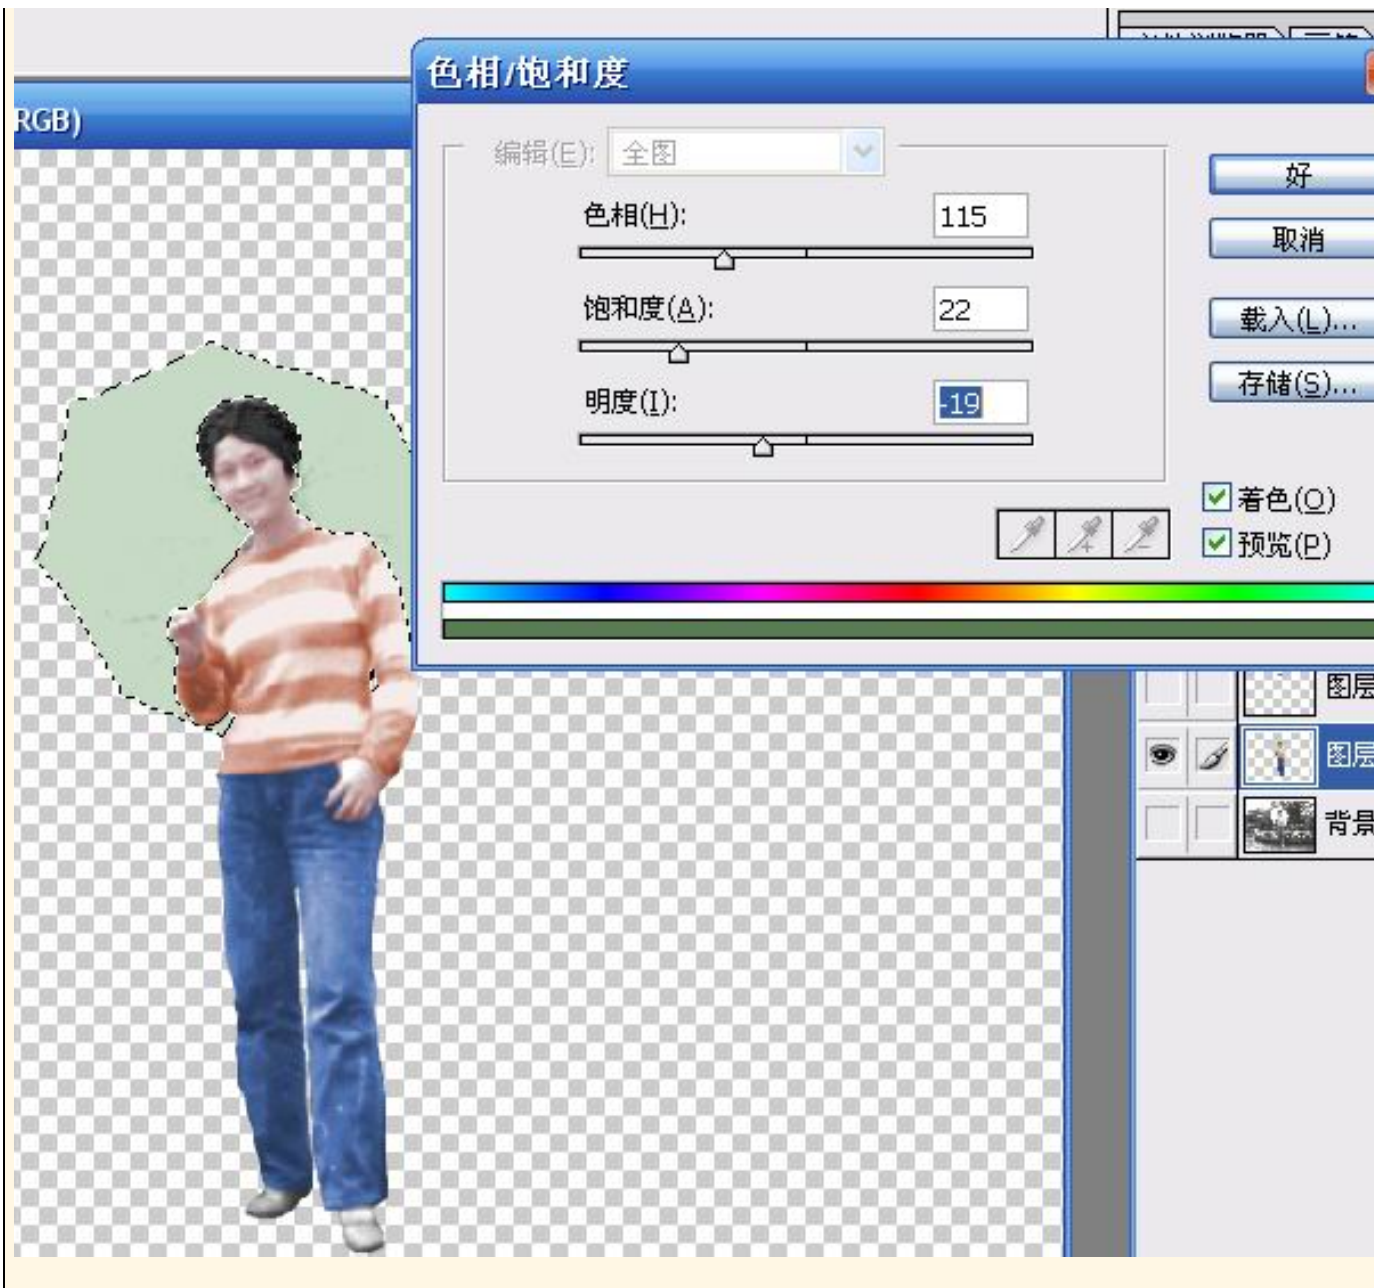 色相/饱和度
RGB)
编辑(E): 全图
好
色相(H): 115
取消
饱和度(A): 22
载入(L)...
明度(I): -19
存储(S)...
着色(O)
预览(P)
图层
图层
背景